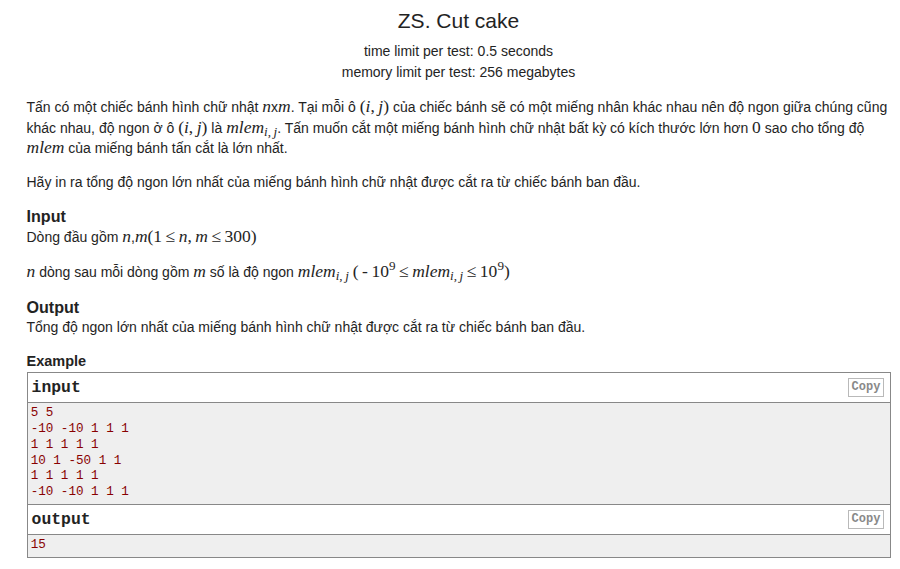 ZS. Cut cake
time limit per test: 0.5 seconds
memory limit per test: 256 megabytes
Tấn có một chiếc bánh hình chữ nhật nxm. Tại mỗi ô (i, j) của chiếc bánh sẽ có một miếng nhân khác nhau nên độ ngon giữa chúng cũng
khác nhau, độ ngon ở ô (i, j) là mlem_{i, j}. Tấn muốn cắt một miếng bánh hình chữ nhật bất kỳ có kích thước lớn hơn 0 sao cho tổng độ
mlem của miếng bánh tấn cắt là lớn nhất.
Hãy in ra tổng độ ngon lớn nhất của miếng bánh hình chữ nhật được cắt ra từ chiếc bánh ban đầu.
Input
Dòng đầu gồm n,m(1 ≤ n, m ≤ 300)
n dòng sau mỗi dòng gồm m số là độ ngon mlem_{i, j} ( - 10^9 ≤ mlem_{i, j} ≤ 10^9)
Output
Tổng độ ngon lớn nhất của miếng bánh hình chữ nhật được cắt ra từ chiếc bánh ban đầu.
Example
input Copy
5 5
-10 -10 1 1 1
1 1 1 1 1
10 1 -50 1 1
1 1 1 1 1
-10 -10 1 1 1
output Copy
15